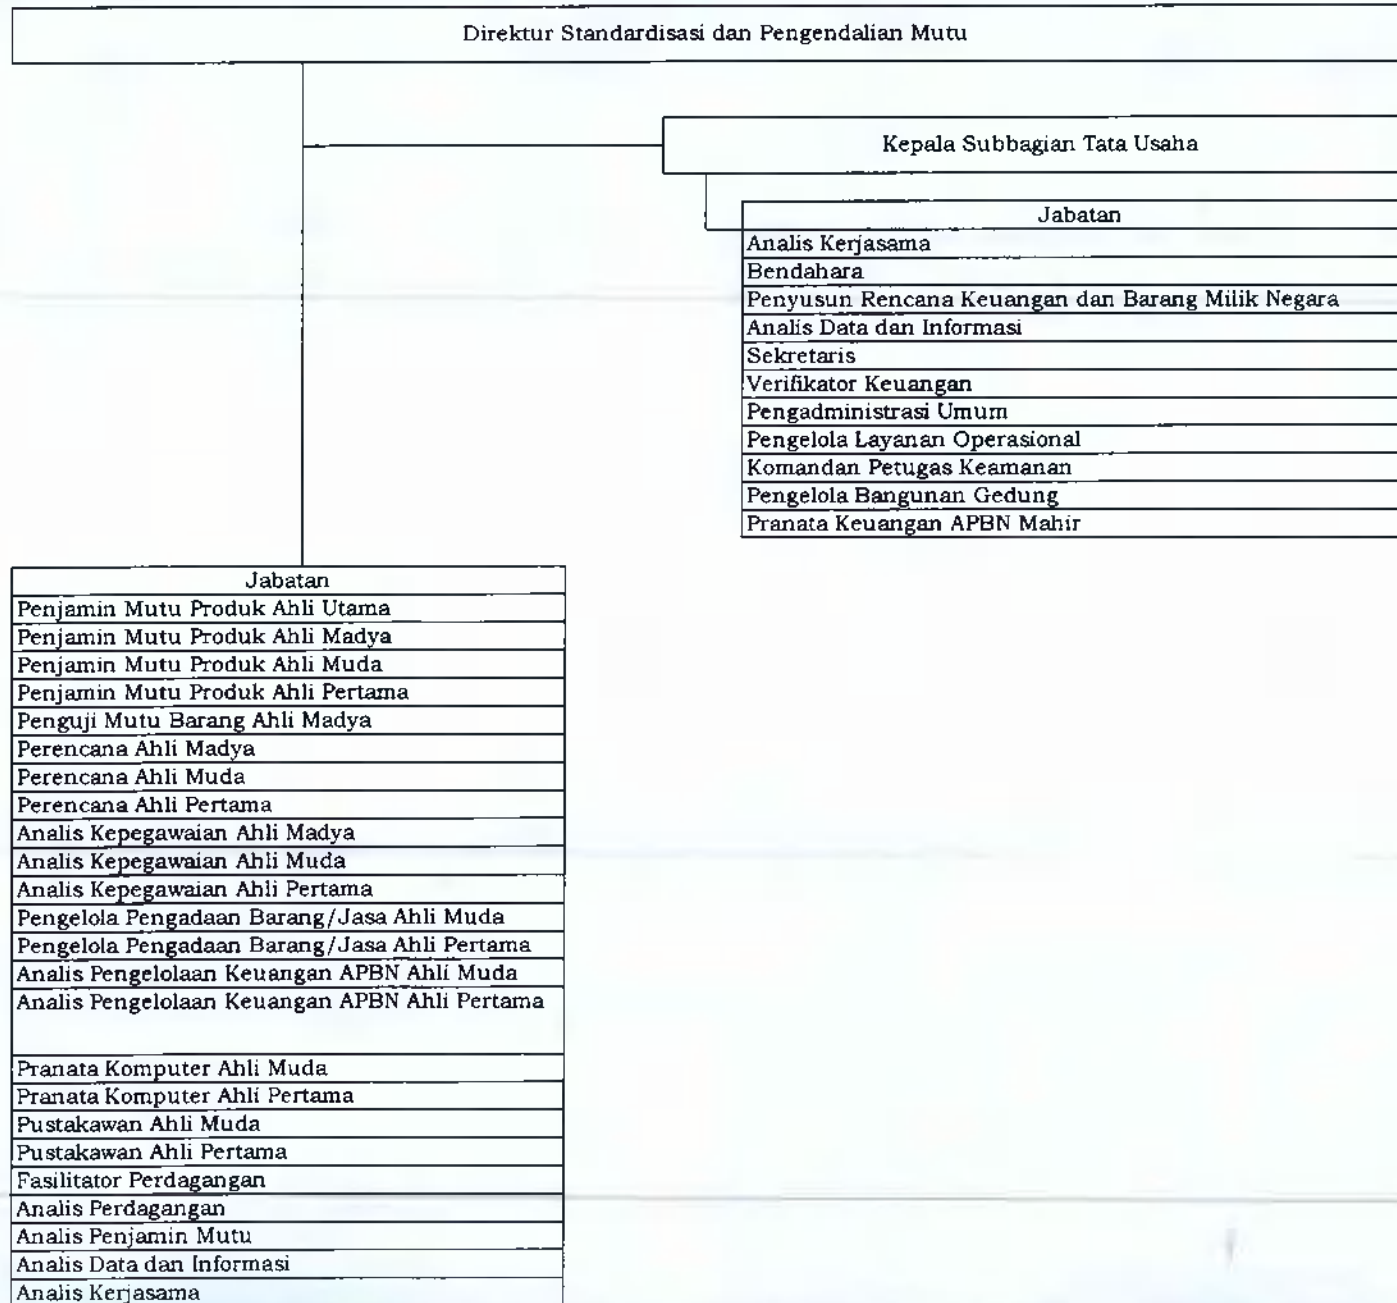 Direktur Standardisasi dan Pengendalian Mutu
Kepala Subbagian Tata Usaha
Jabatan
Analis Kerjasama
Bendahara
Penyusun Rencana Keuangan dan Barang Milik Negara
Analis Data dan Informasi
Sekretaris
Verifikator Keuangan
Pengadministrasi Umum
Pengelola Layanan Operasional
Komandan Petugas Keamanan
Pengelola Bangunan Gedung
Pranata Keuangan APBN Mahir
Jabatan
Penjamin Mutu Produk Ahli Utama
Penjamin Mutu Produk Ahli Madya
Penjamin Mutu Produk Ahli Muda
Penjamin Mutu Produk Ahli Pertama
Penguji Mutu Barang Ahli Madya
Perencana Ahli Madya
Perencana Ahli Muda
Perencana Ahli Pertama
Analis Kepegawaian Ahli Madya
Analis Kepegawaian Ahli Muda
Analis Kepegawaian Ahli Pertama
Pengelola Pengadaan Barang/Jasa Ahli Muda
Pengelola Pengadaan Barang/Jasa Ahli Pertama
Analis Pengelolaan Keuangan APBN Ahli Muda
Analis Pengelolaan Keuangan APBN Ahli Pertama
Pranata Komputer Ahli Muda
Pranata Komputer Ahli Pertama
Pustakawan Ahli Muda
Pustakawan Ahli Pertama
Fasilitator Perdagangan
Analis Perdagangan
Analis Penjamin Mutu
Analis Data dan Informasi
Analis Kerjasama